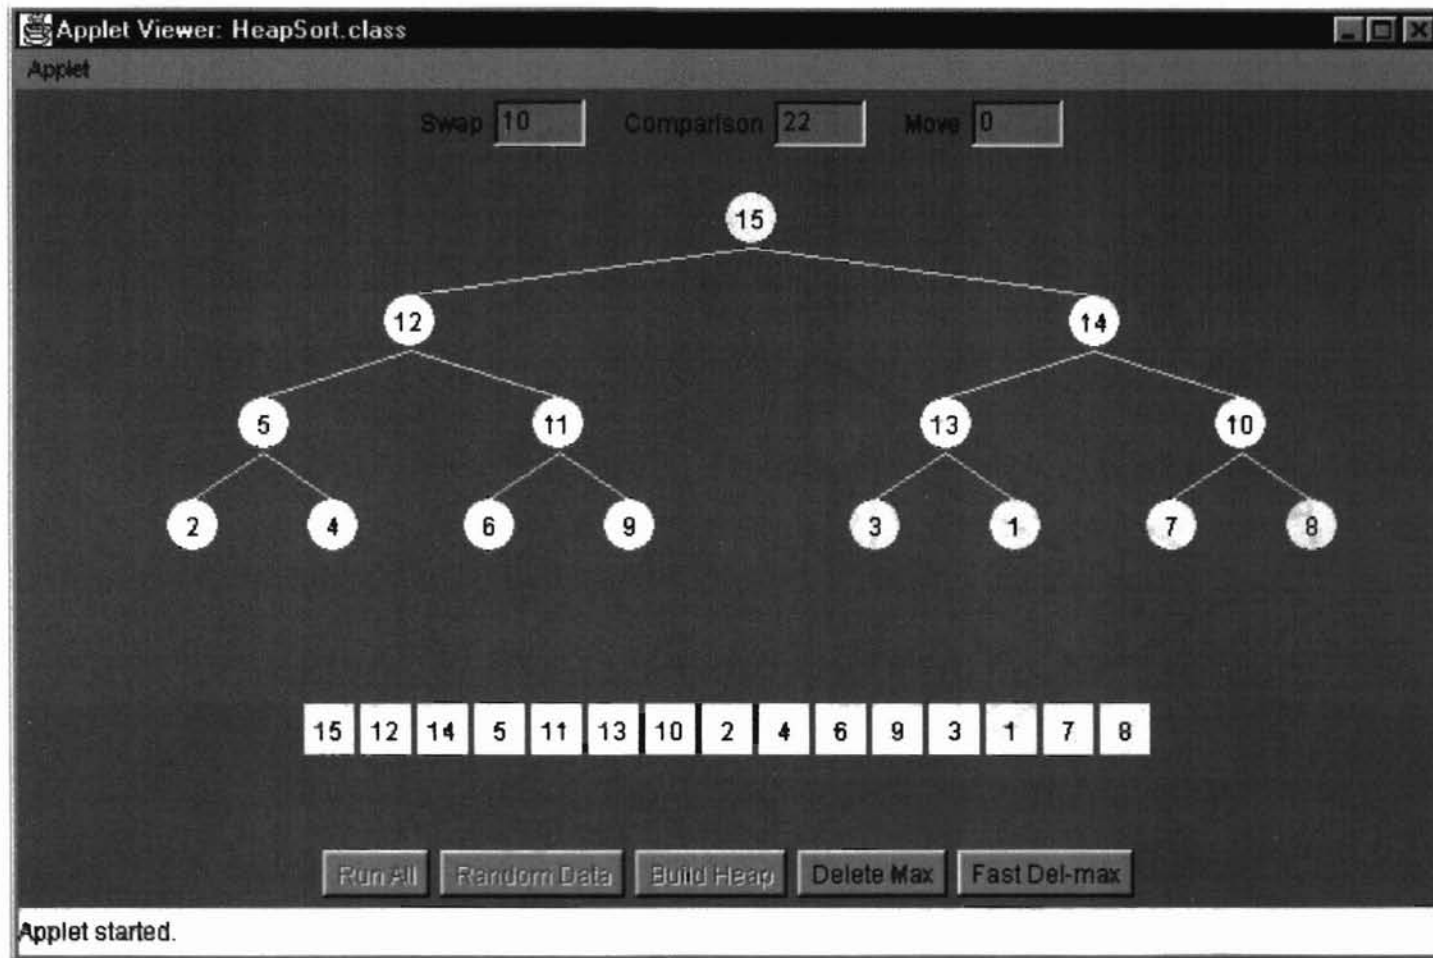 Applet Viewer: HeapSort.class
Applet
Swap 10 Comparison 22 Move 0
15
12 14
5 11 13 10
2 4 6 9 3 1 7 8
15 12 14 5 11 13 10 2 4 6 9 3 1 7 8
Run All Random Data Build Heap Delete Max Fast Del-max
Applet started.